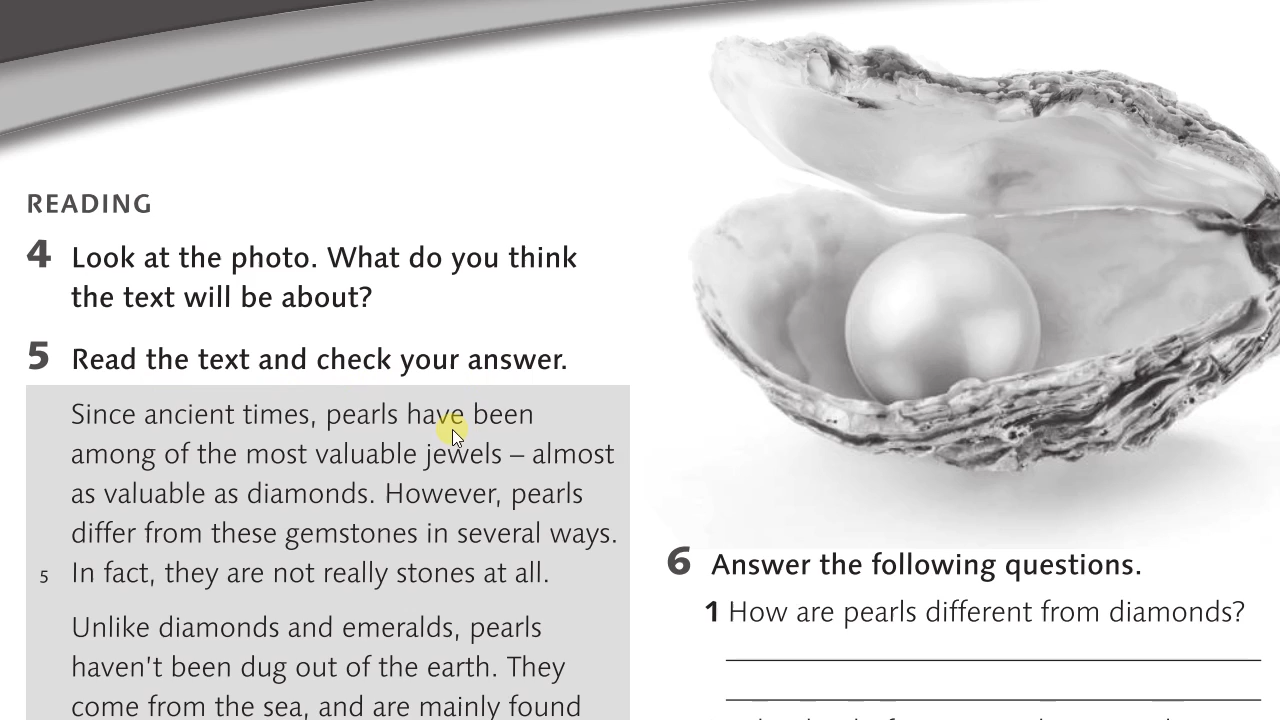 READING
4 Look at the photo. What do you think
the text will be about?
5 Read the text and check your answer.
Since ancient times, pearls have been
among of the most valuable jewels – almost
as valuable as diamonds. However, pearls
differ from these gemstones in several ways.
5 In fact, they are not really stones at all.
Unlike diamonds and emeralds, pearls
haven't been dug out of the earth. They
come from the sea, and are mainly found
6 Answer the following questions.
1 How are pearls different from diamonds?